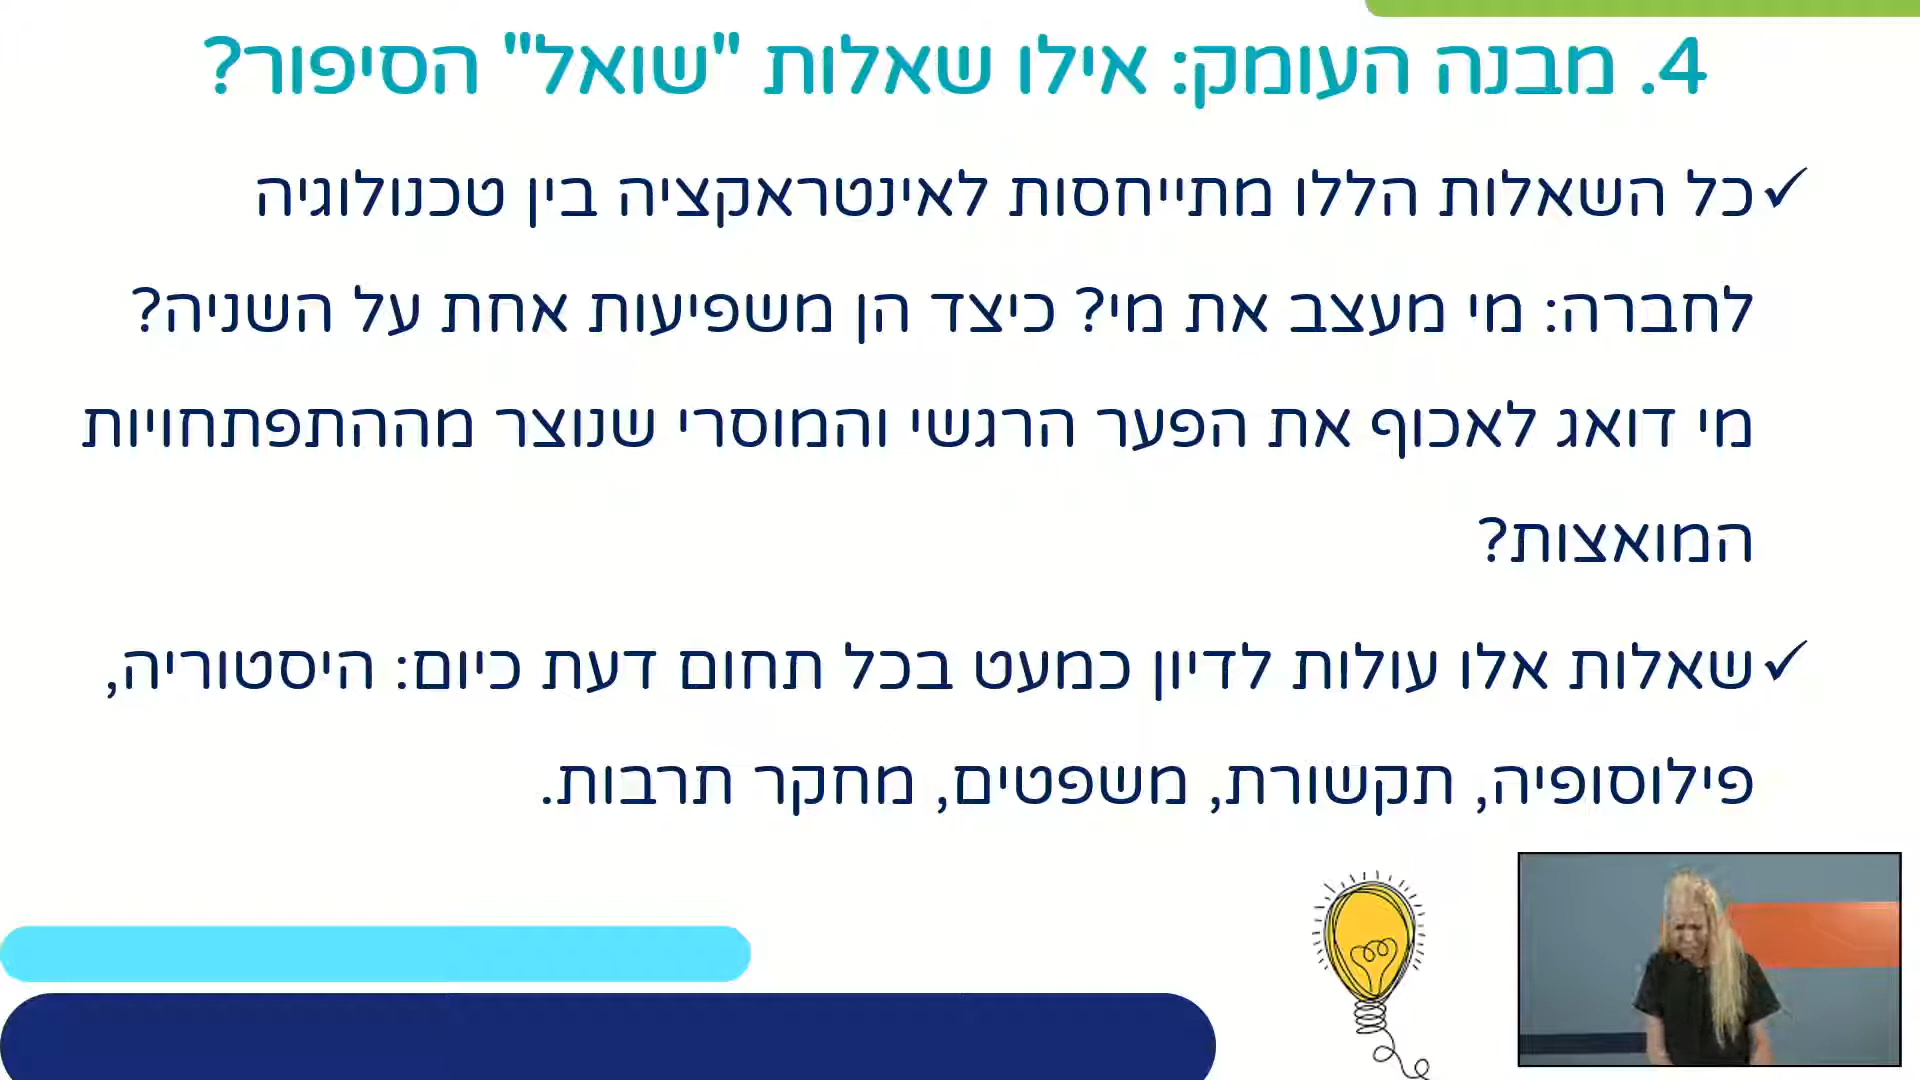 4. מבנה העומק: אילו שאלות "שואל" הסיפור?
✓כל השאלות הללו מתייחסות לאינטראקציה בין טכנולוגיה
לחברה: מי מעצב את מי? כיצד הן משפיעות אחת על השניה?
מי דואג לאכוף את הפער הרגשי והמוסרי שנוצר מההתפתחויות
המואצות?
✓שאלות אלו עולות לדיון כמעט בכל תחום דעת כיום: היסטוריה,
פילוסופיה, תקשורת, משפטים, מחקר תרבות.